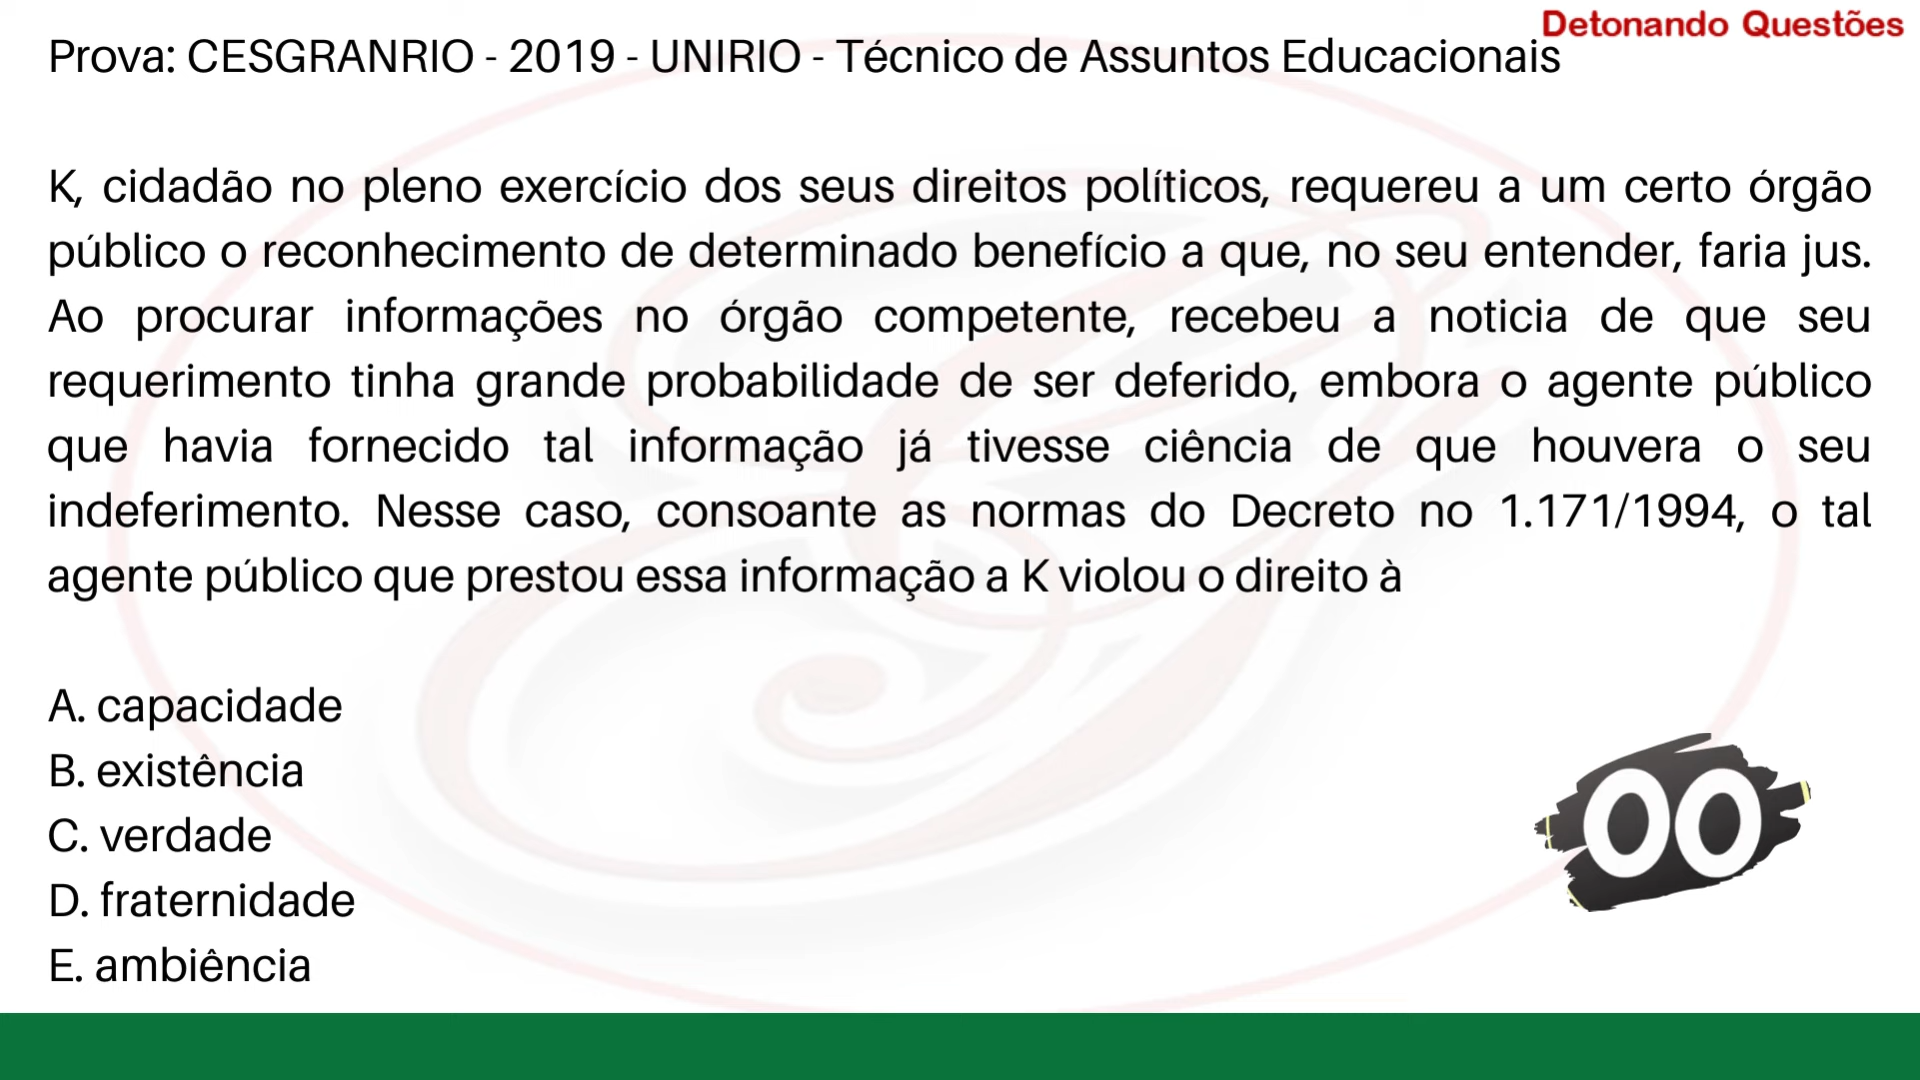 Detonando Questões
Prova: CESGRANRIO - 2019 - UNIRIO - Técnico de Assuntos Educacionais
K, cidadão no pleno exercício dos seus direitos políticos, requereu a um certo órgão
público o reconhecimento de determinado benefício a que, no seu entender, faria jus.
Ao procurar informações no órgão competente, recebeu a noticia de que seu
requerimento tinha grande probabilidade de ser deferido, embora o agente público
que havia fornecido tal informação já tivesse ciência de que houvera o seu
indeferimento. Nesse caso, consoante as normas do Decreto no 1.171/1994, o tal
agente público que prestou essa informação a K violou o direito à
A. capacidade
B. existência
C. verdade
D. fraternidade
E. ambiência
00